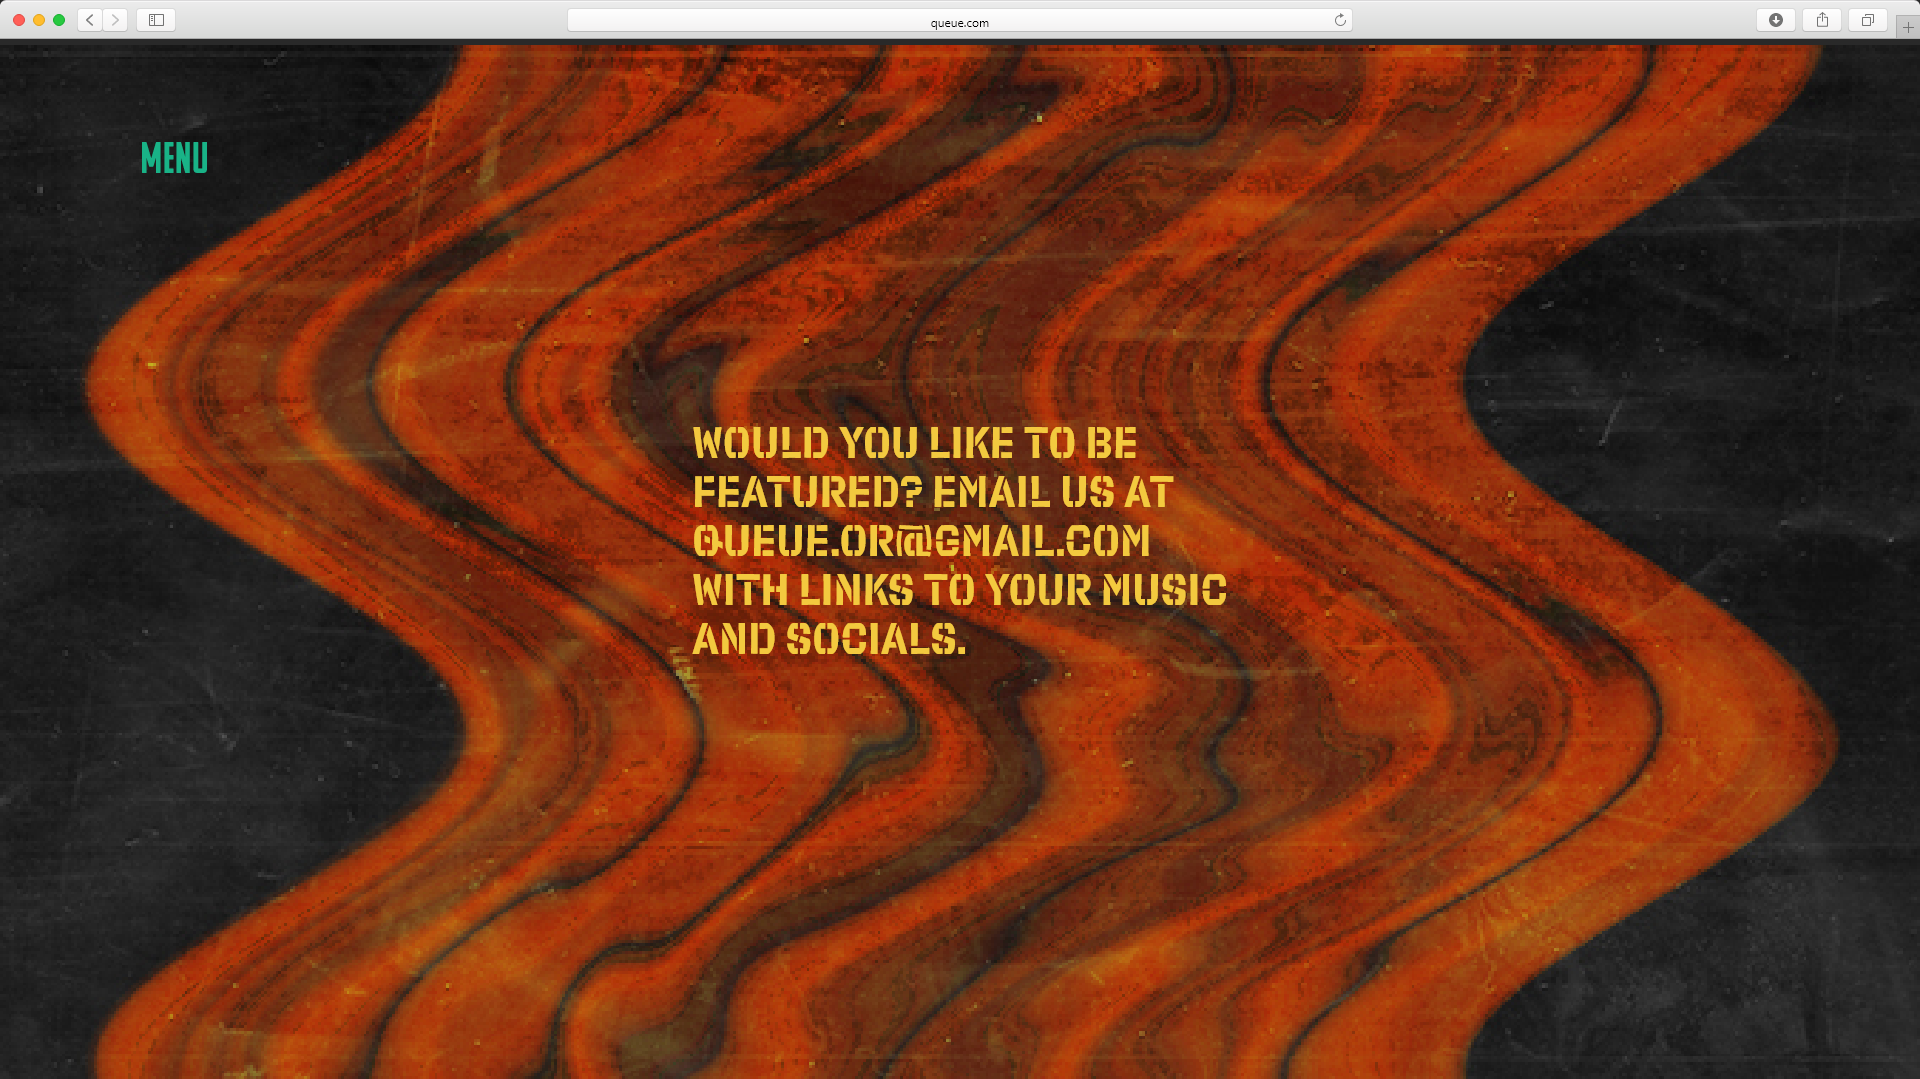 queue.com
MENU
WOULD YOU LIKE TO BE
FEATURED? EMAIL US AT
QUEUE.OR@GMAIL.COM
WITH LINKS TO YOUR MUSIC
AND SOCIALS.